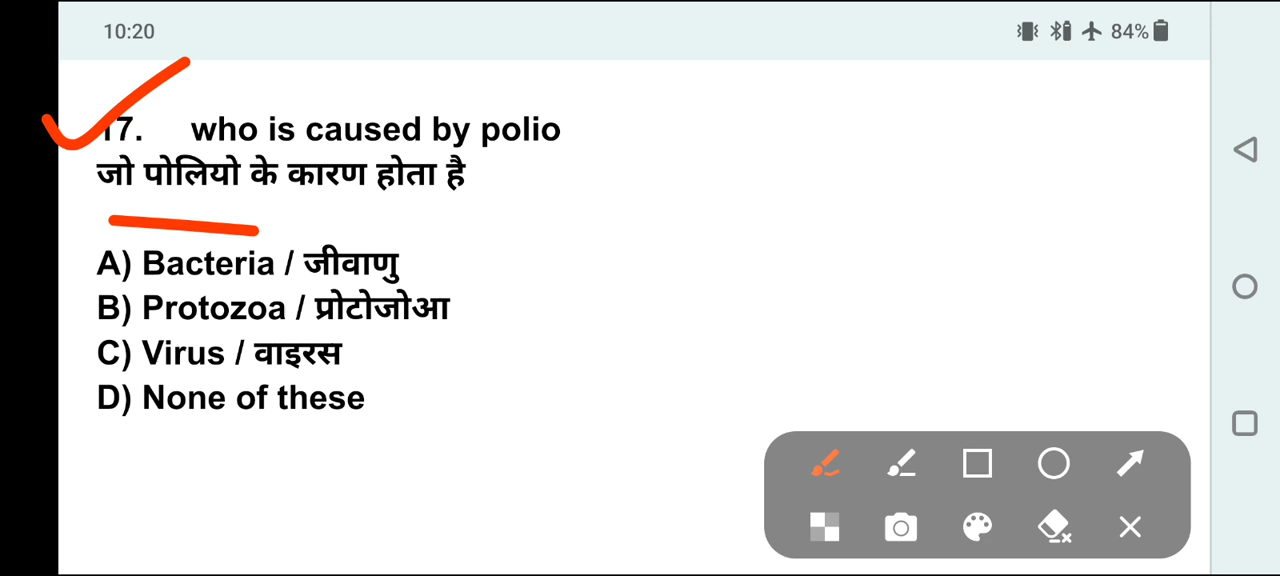 10:20
84%
17. who is caused by polio
जो पोलियो के कारण होता है
A) Bacteria / जीवाणु
B) Protozoa / प्रोटोजोआ
C) Virus / वाइरस
D) None of these